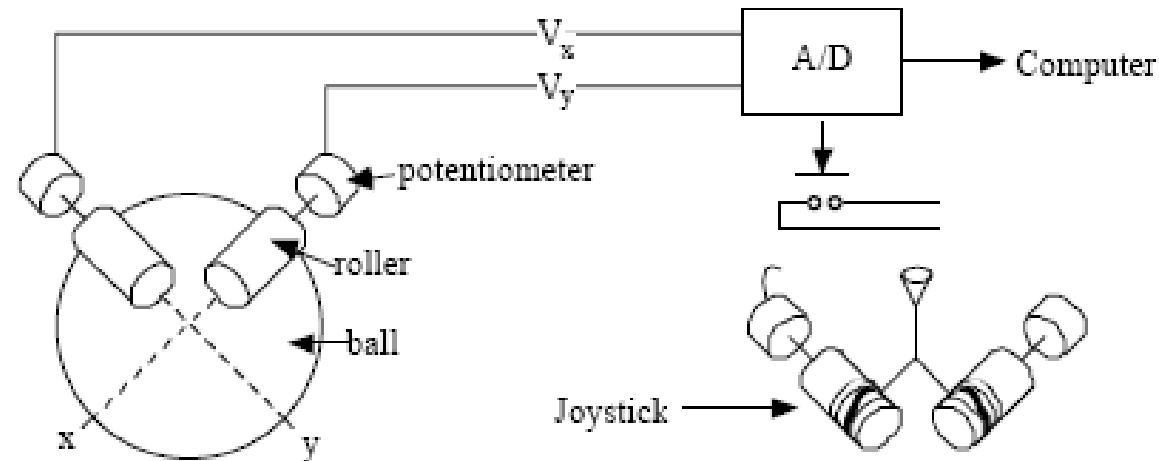 Vx
A/D
Computer
Vy
potentiometer
roller
ball
Joystick
x
y